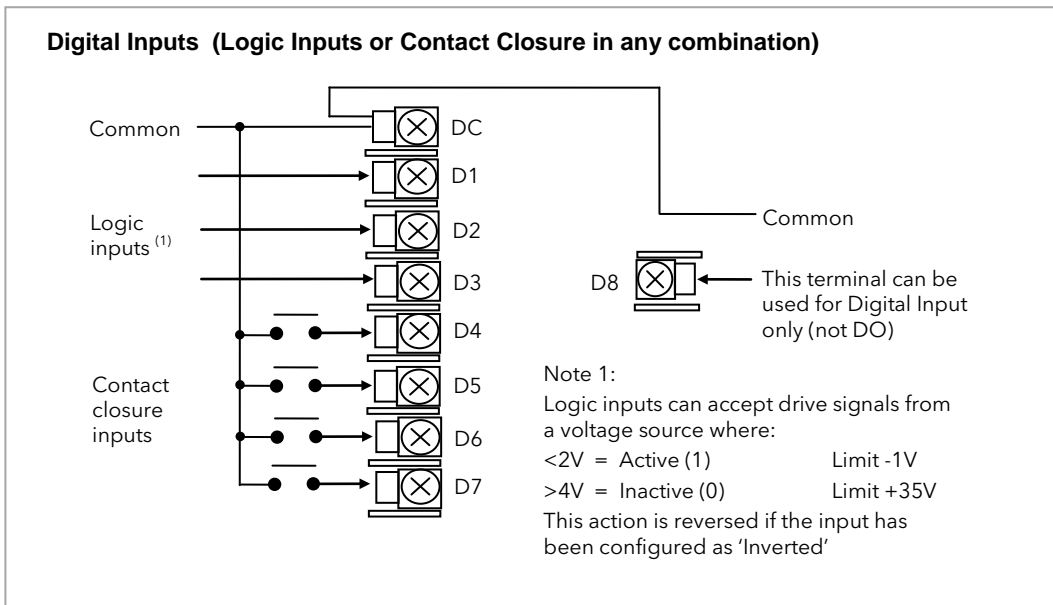 Digital Inputs (Logic Inputs or Contact Closure in any combination)
Common
DC
D1
Logic
inputs (1)
D2
D3
D4
Contact
closure
inputs
D5
D6
D7
Common
D8
This terminal can be
used for Digital Input
only (not DO)
Note 1:
Logic inputs can accept drive signals from
a voltage source where:
<2V = Active (1) Limit -1V
>4V = Inactive (0) Limit +35V
This action is reversed if the input has
been configured as ‘Inverted’